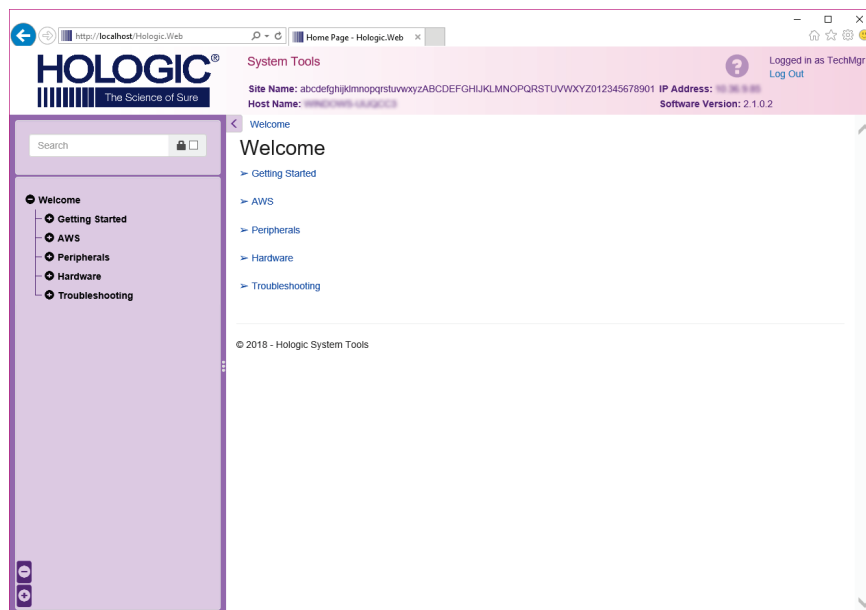 http://localhost/Hologic.Web
Home Page - Hologic.Web
HOLOGIC®
The Science of Sure
System Tools
Logged in as TechMgr
Log Out
Site Name: abcdefghijklmnopqrstuvwxyzABCDEFGHIJKLMNOPQRSTUVWXYZ012345678901 IP Address:
Host Name:
Software Version: 2.1.0.2
Search
Welcome
Getting Started
AWS
Peripherals
Hardware
Troubleshooting
Welcome
Welcome
➢ Getting Started
➢ AWS
➢ Peripherals
➢ Hardware
➢ Troubleshooting
© 2018 - Hologic System Tools